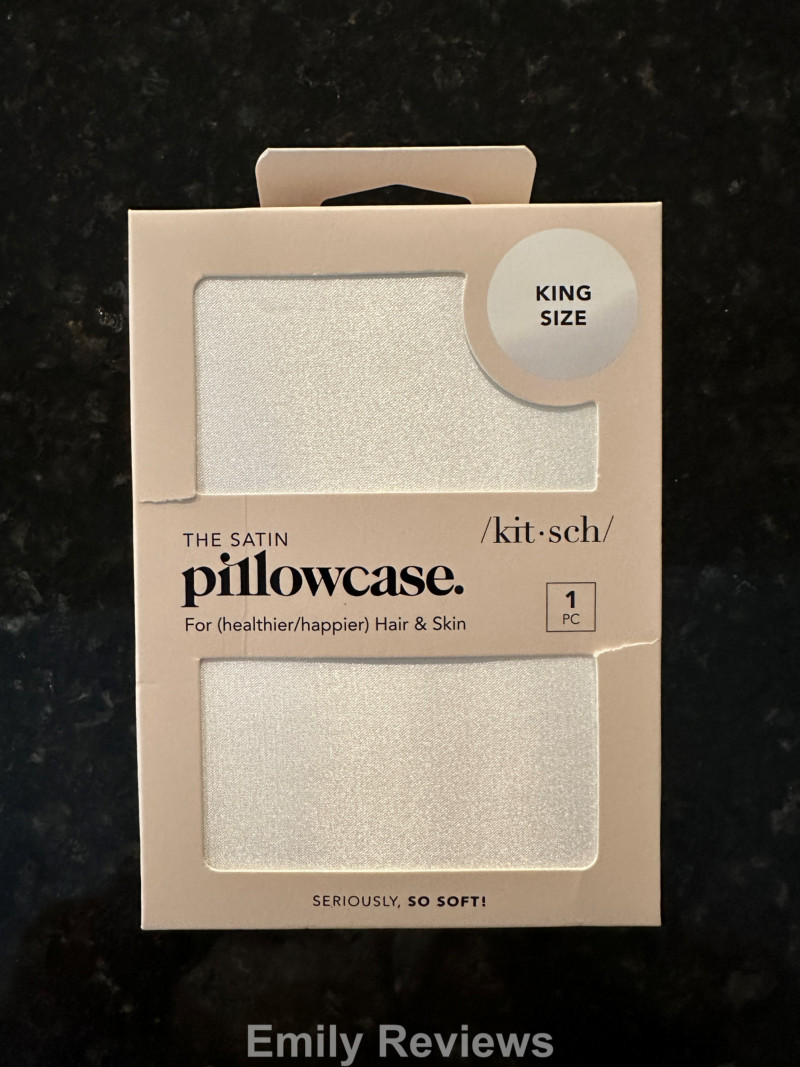 KING
SIZE
THE SATIN
/kit·sch/
pillowcase.
1
PC
For (healthier/happier) Hair & Skin
SERIOUSLY, SO SOFT!
Emily Reviews